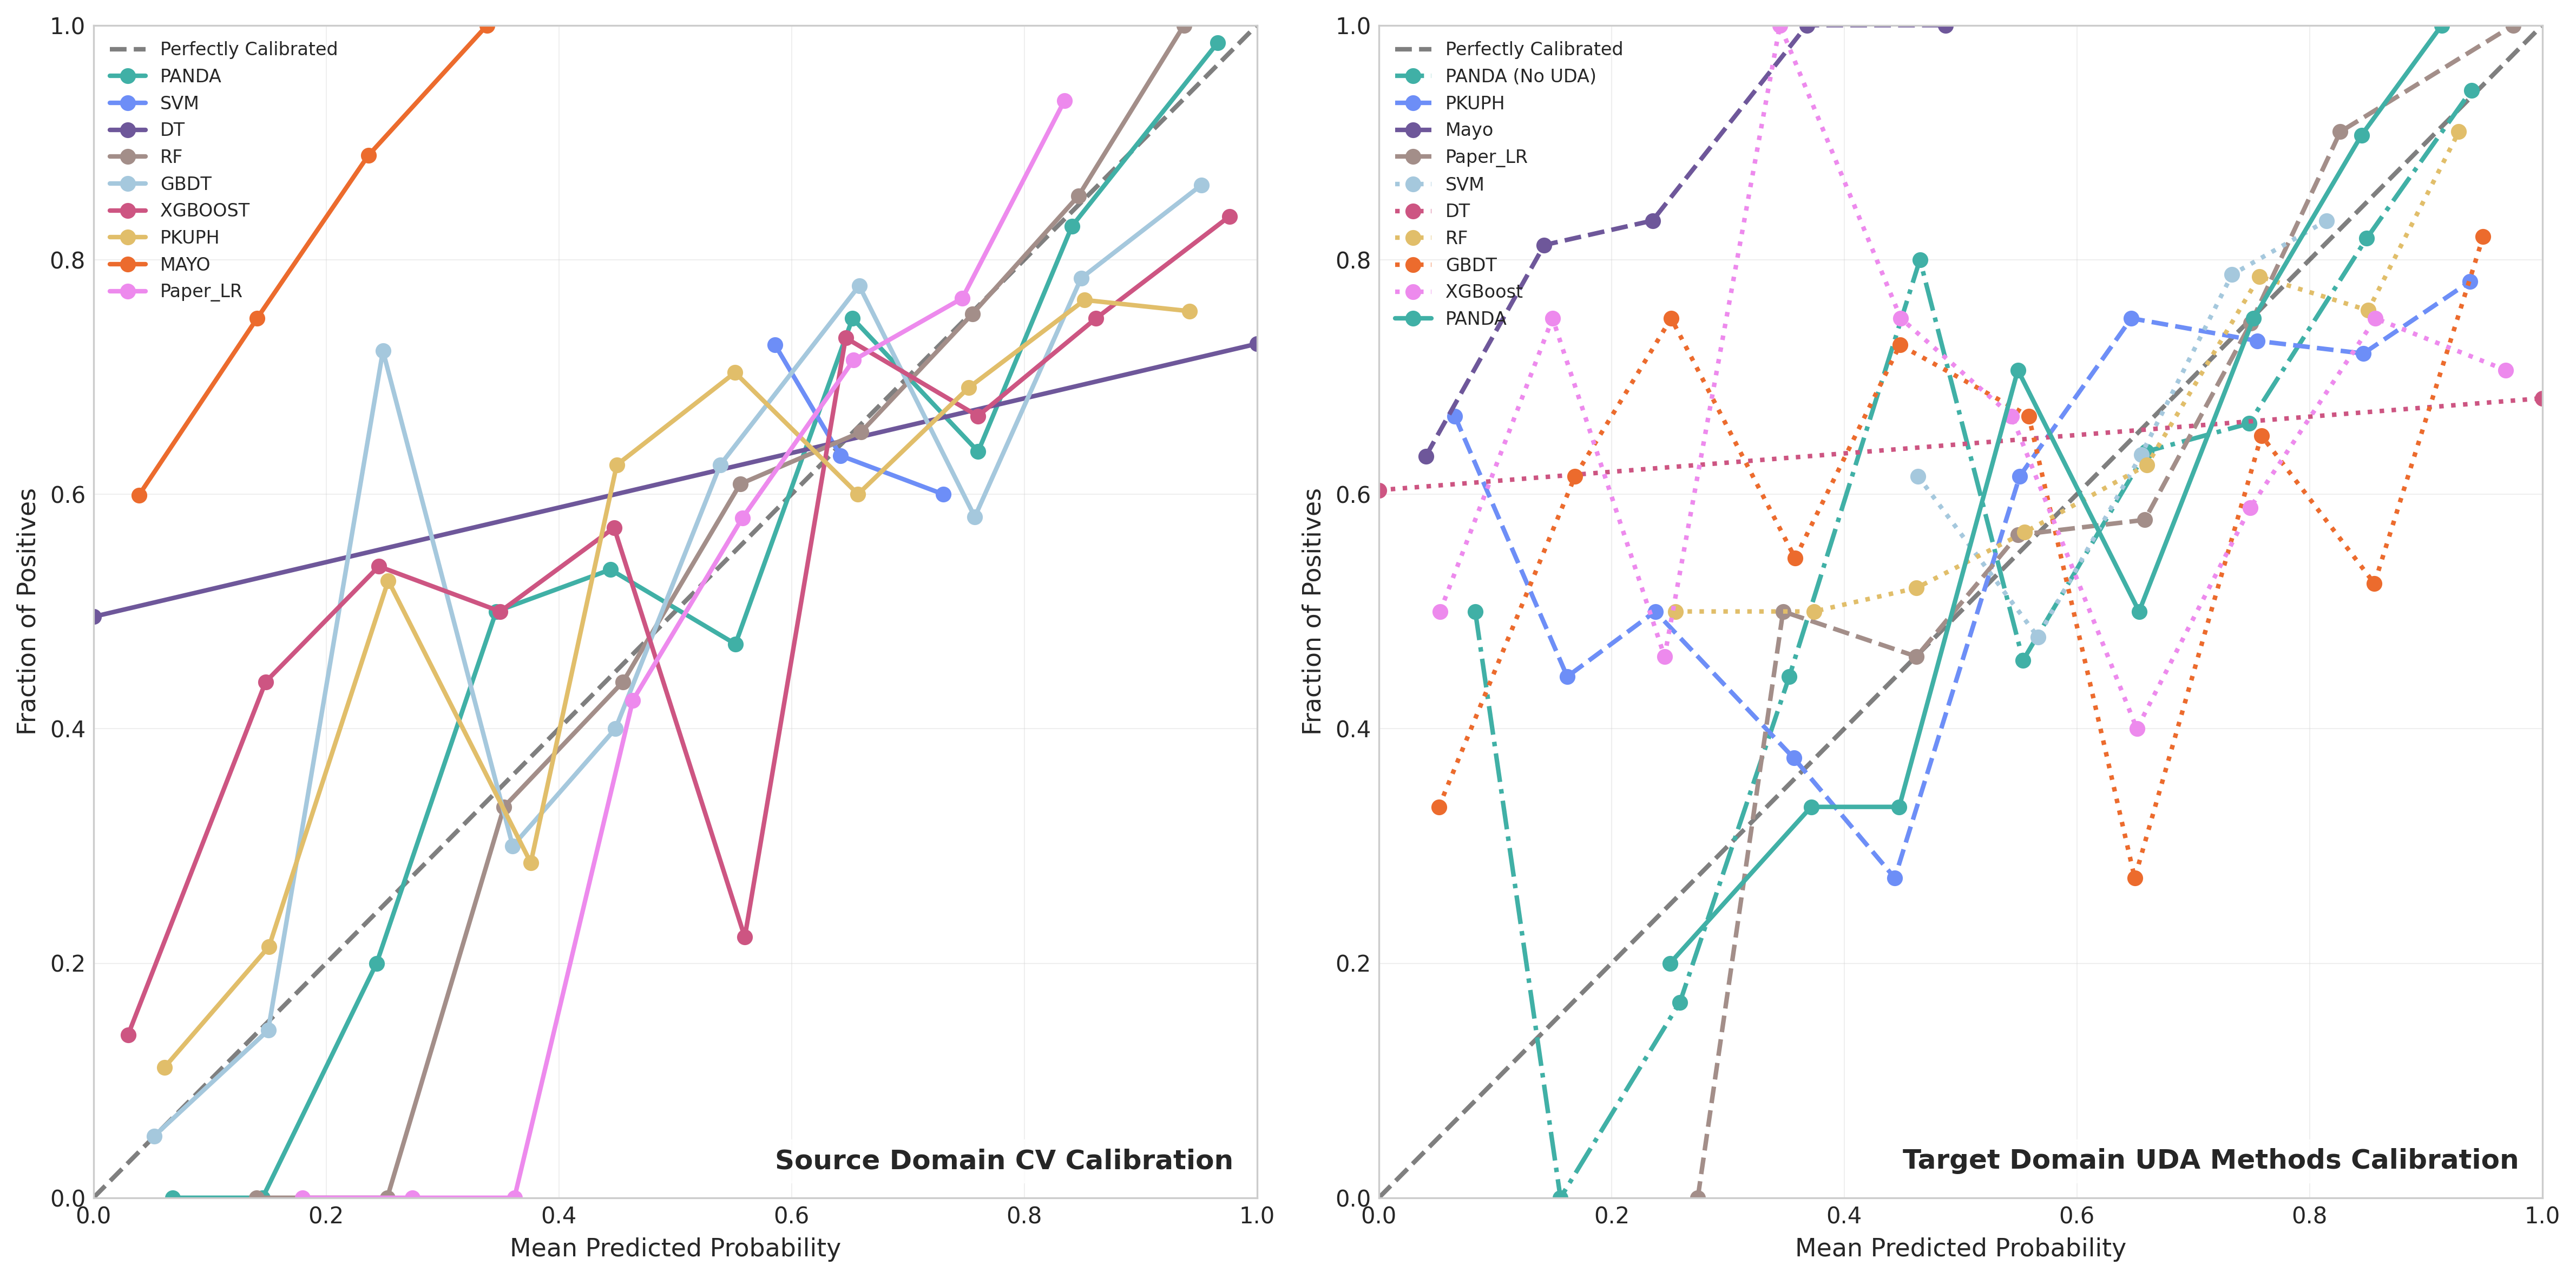 1.0
0.8
0.6
0.4
0.2
0.0
Fraction of Positives
Perfectly Calibrated
PANDA
SVM
DT
RF
GBDT
XGBOOST
PKUPH
MAYO
Paper_LR
Source Domain CV Calibration
0.0 0.2 0.4 0.6 0.8 1.0
Mean Predicted Probability
1.0
0.8
0.6
0.4
0.2
0.0
Fraction of Positives
Perfectly Calibrated
PANDA (No UDA)
PKUPH
Mayo
Paper_LR
SVM
DT
RF
GBDT
XGBoost
PANDA
Target Domain UDA Methods Calibration
0.0 0.2 0.4 0.6 0.8 1.0
Mean Predicted Probability